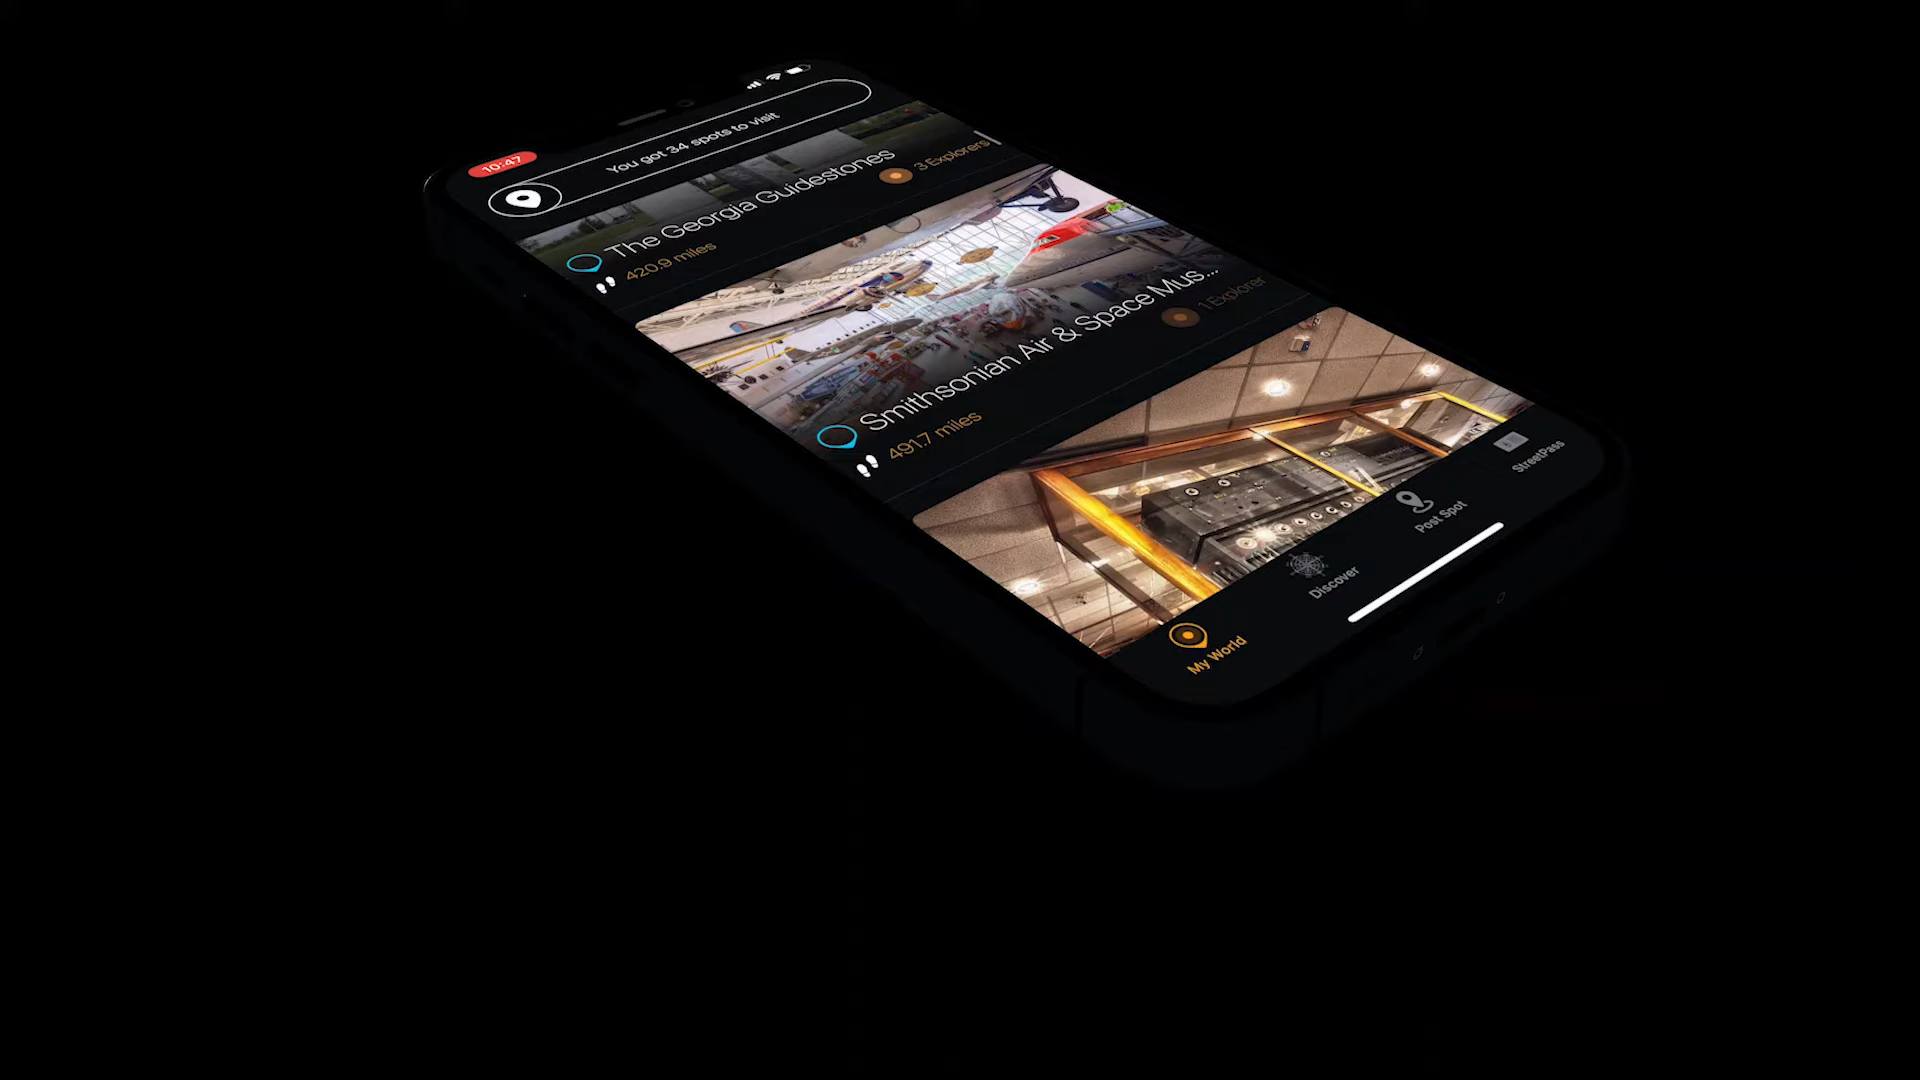 10:47
You got 34 spots to visit
The Georgia Guidestones
420.9 miles
3 Explorers
Smithsonian Air & Space Mus...
491.7 miles
1 Explorer
My World
Discover
Post Spot
StreetPass